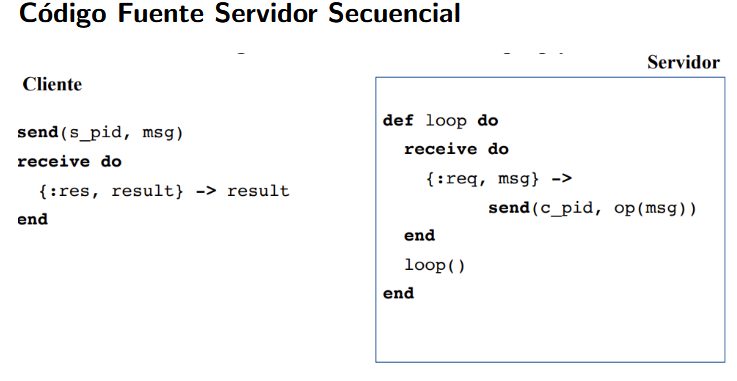 Código Fuente Servidor Secuencial
Cliente
send(s_pid, msg)
receive do
{:res, result} -> result
end
Servidor
def loop do
receive do
{:req, msg} ->
send(c_pid, op(msg))
end
loop()
end